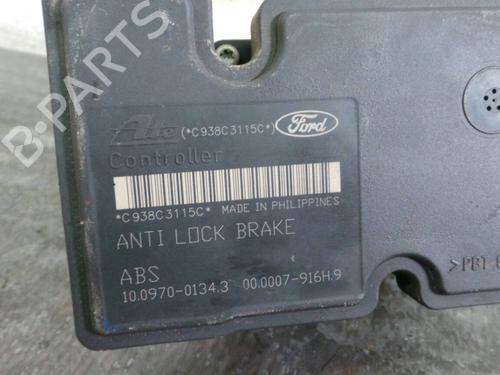 B-PARTS
Ate (*C938C3115C*) Ford
Controller
*C938C3115C* MADE IN PHILIPPINES
ANTI LOCK BRAKE
ABS
10.0970-0134.3 00.0007-916H.9
>PBT-